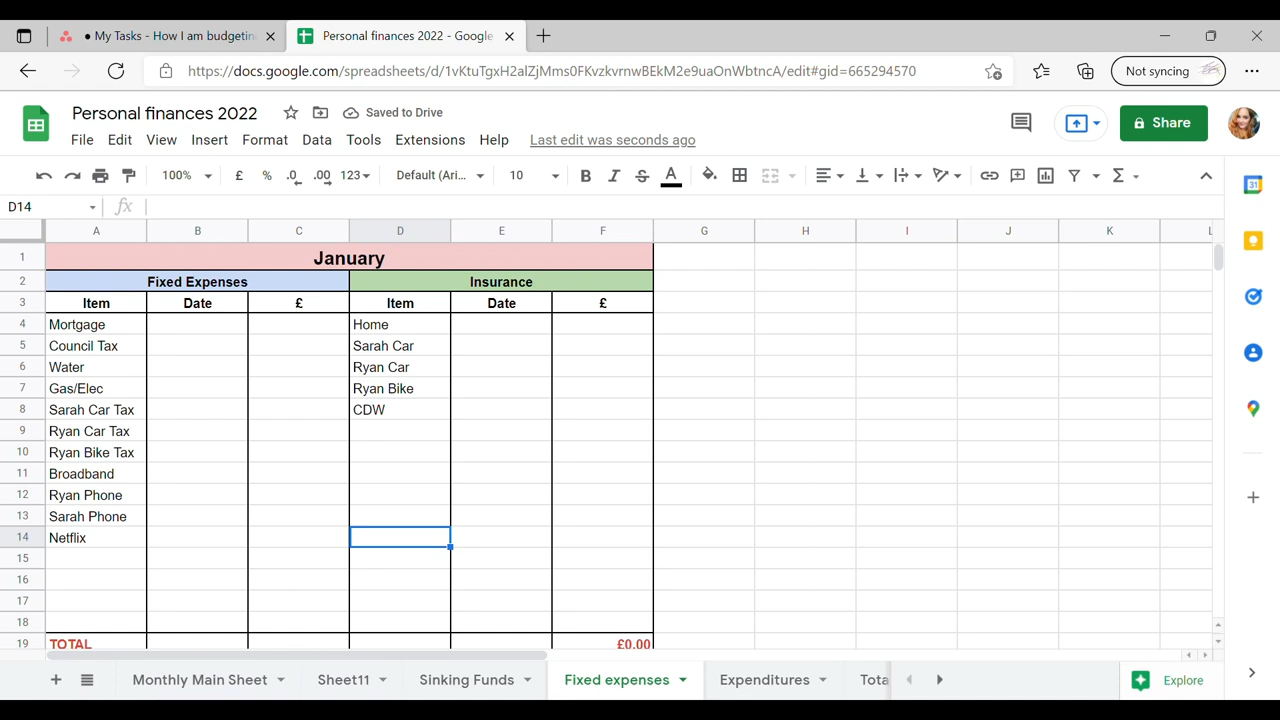 ● My Tasks - How I am budgetin
Personal finances 2022 - Google
https://docs.google.com/spreadsheets/d/1vKtuTgxH2alZjMms0FKvzkvrnwBEkM2e9uaOnWbtncA/edit#gid=665294570
Not syncing
Personal finances 2022
Saved to Drive
File Edit View Insert Format Data Tools Extensions Help Last edit was seconds ago
Share
100% £ % .0 .00 123 Default (Ari... 10 B I S A Σ
31
D14 fx
A B C D E F G H I J K L
1 January
2 Fixed Expenses Insurance
3 Item Date £ Item Date £
4 Mortgage Home
5 Council Tax Sarah Car
6 Water Ryan Car
7 Gas/Elec Ryan Bike
8 Sarah Car Tax CDW
9 Ryan Car Tax
10 Ryan Bike Tax
11 Broadband
12 Ryan Phone
13 Sarah Phone
14 Netflix
15
16
17
18
19 TOTAL £0.00
Monthly Main Sheet Sheet11 Sinking Funds Fixed expenses Expenditures Tota Explore